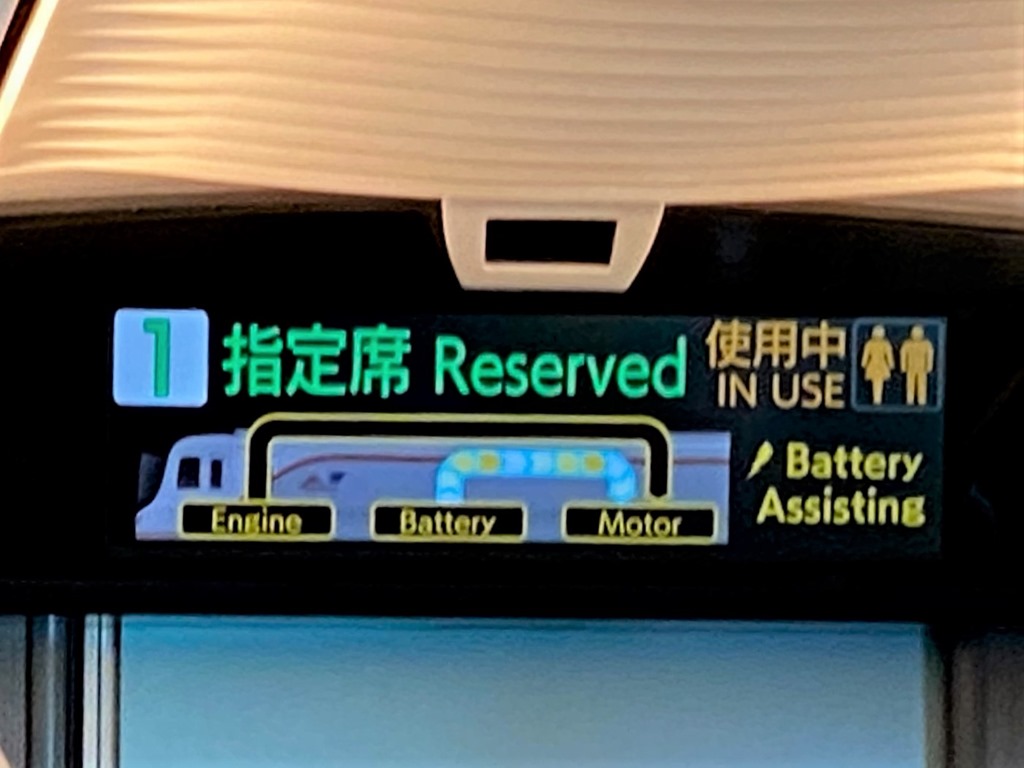 1 指定席 Reserved
使用中
IN USE
Battery
Assisting
Engine Battery Motor